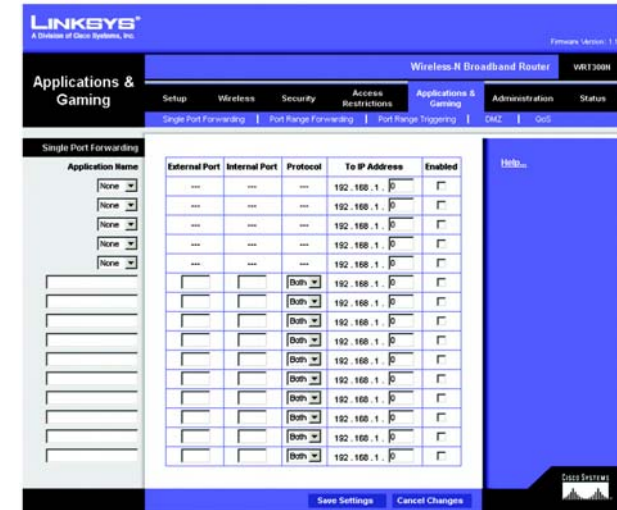 LINKSYS®
A Division of Cisco Systems, Inc.
Firmware Version: 1.1
Applications & Gaming
Wireless-N Broadband Router WRT300N
Setup Wireless Security Access Restrictions Applications & Gaming Administration Status
Single Port Forwarding | Port Range Forwarding | Port Range Triggering | DMZ | QoS
Single Port Forwarding
Application Name External Port Internal Port Protocol To IP Address Enabled
Help...
None --- --- --- 192.168.1. 0
None --- --- --- 192.168.1. 0
None --- --- --- 192.168.1. 0
None --- --- --- 192.168.1. 0
None --- --- --- 192.168.1. 0
Both 192.168.1. 0
Both 192.168.1. 0
Both 192.168.1. 0
Both 192.168.1. 0
Both 192.168.1. 0
Both 192.168.1. 0
Both 192.168.1. 0
Both 192.168.1. 0
Both 192.168.1. 0
Both 192.168.1. 0
Save Settings Cancel Changes
CISCO SYSTEMS